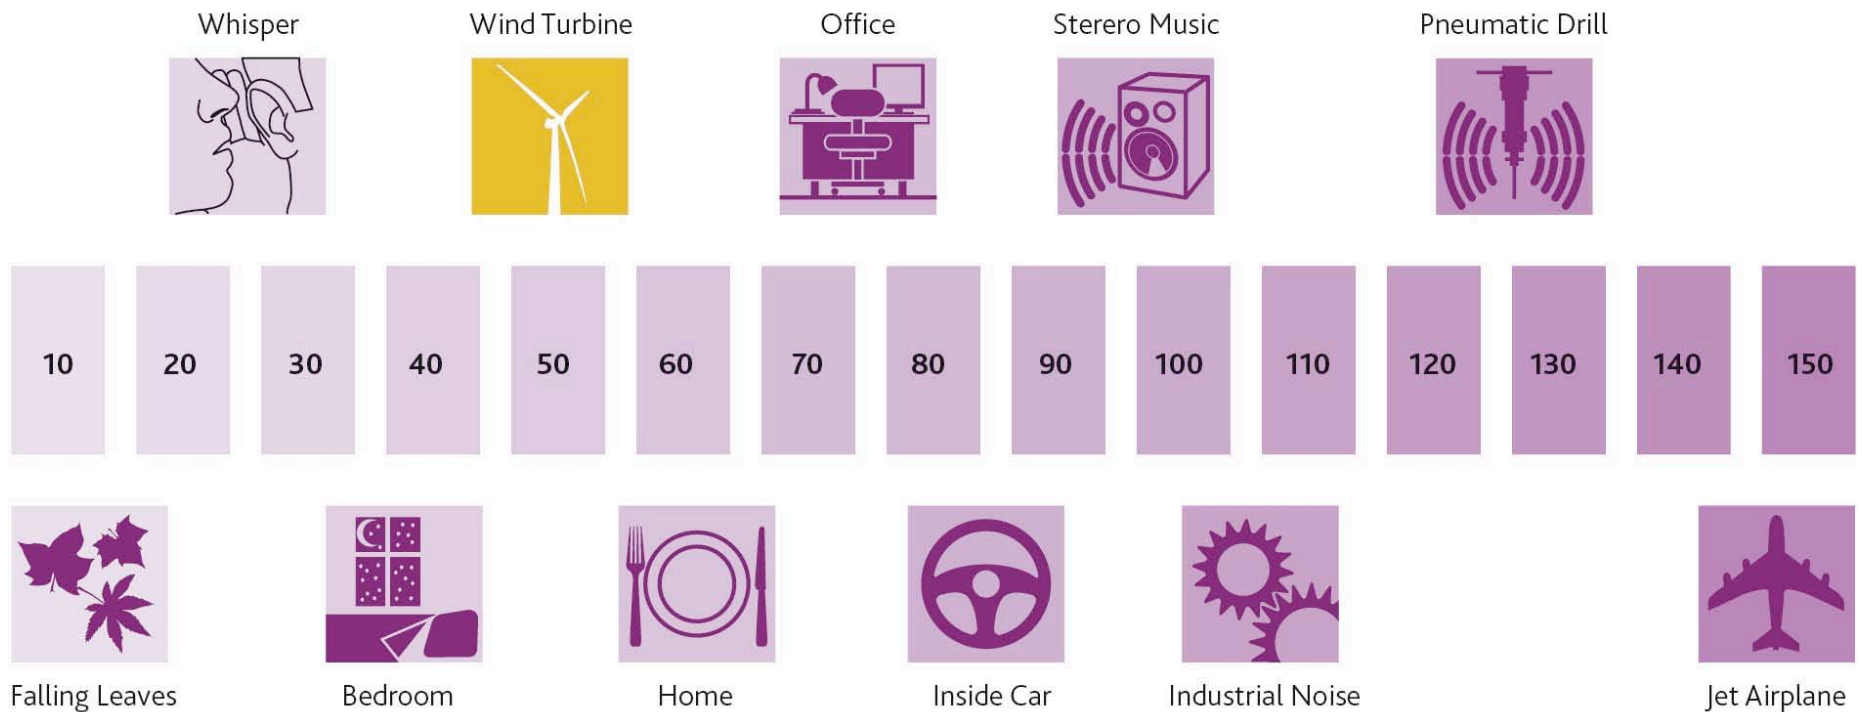 Whisper Wind Turbine Office Sterero Music Pneumatic Drill
10 20 30 40 50 60 70 80 90 100 110 120 130 140 150
Falling Leaves Bedroom Home Inside Car Industrial Noise Jet Airplane